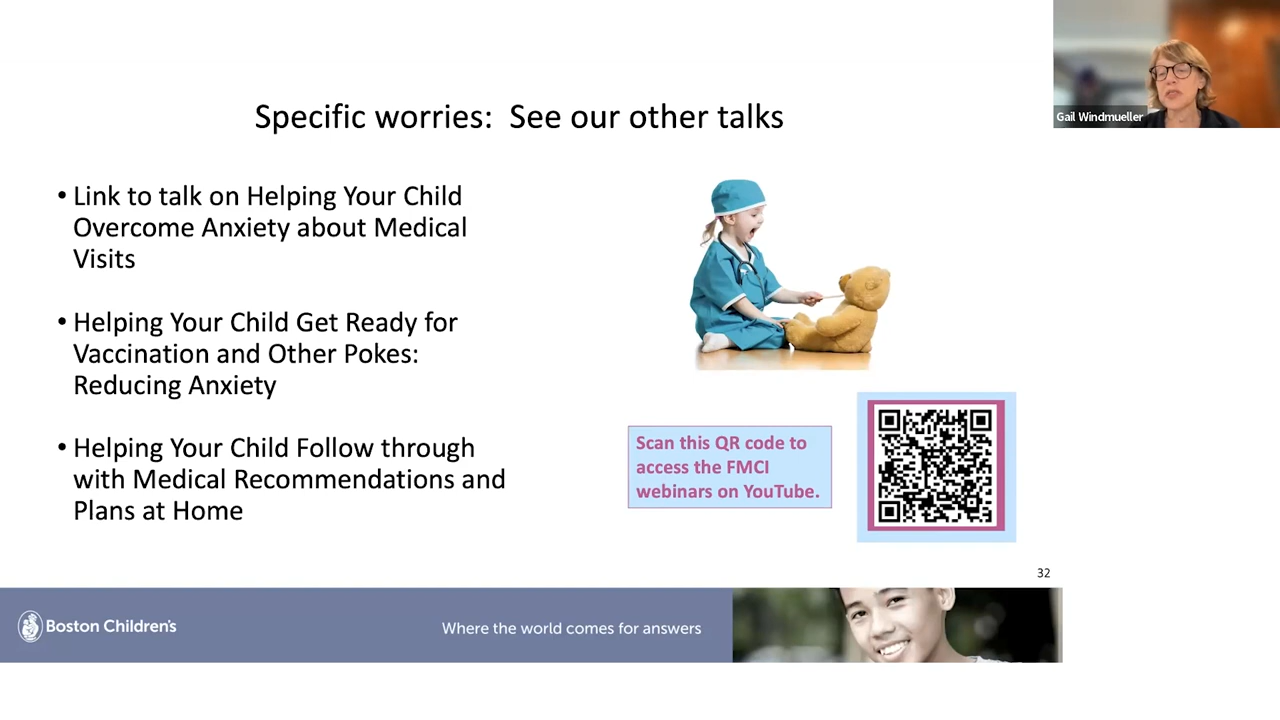 Specific worries:  See our other talks
Gail Windmueller
• Link to talk on Helping Your Child
Overcome Anxiety about Medical
Visits
• Helping Your Child Get Ready for
Vaccination and Other Pokes:
Reducing Anxiety
• Helping Your Child Follow through
with Medical Recommendations and
Plans at Home
Scan this QR code to
access the FMCI
webinars on YouTube.
32
Boston Children's
Where the world comes for answers